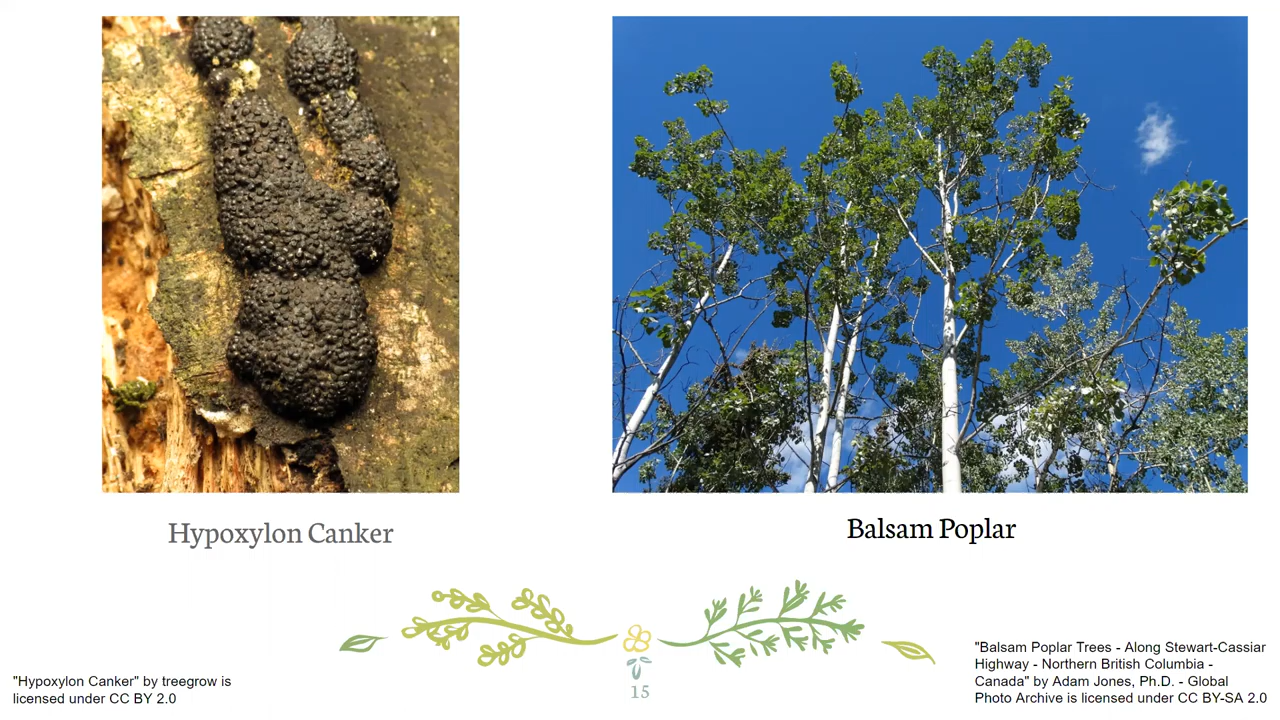 Hypoxylon Canker
Balsam Poplar
"Hypoxylon Canker" by treegrow is
licensed under CC BY 2.0
15
"Balsam Poplar Trees - Along Stewart-Cassiar
Highway - Northern British Columbia -
Canada" by Adam Jones, Ph.D. - Global
Photo Archive is licensed under CC BY-SA 2.0